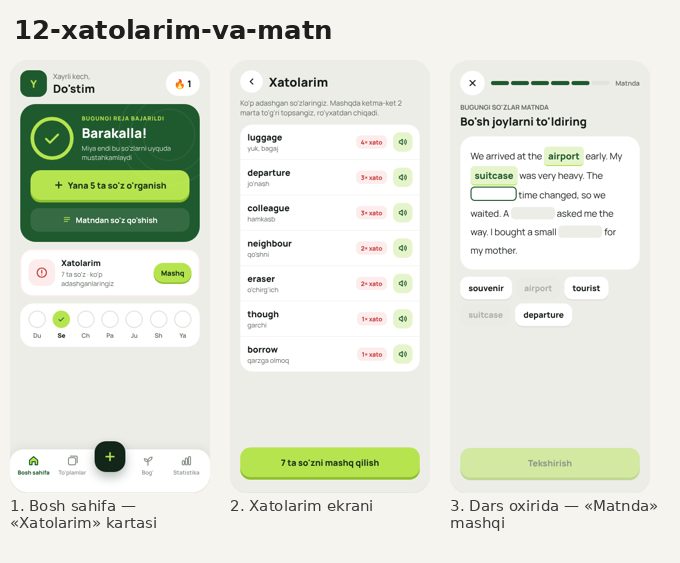 12-xatolarim-va-matn
Y
Xayrli kech,
Do'stim
🔥 1
BUGUNGI REJA BAJARILDI
Barakalla!
Miya endi bu so'zlarni uyquda
mustahkamlaydi
+ Yana 5 ta so'z o'rganish
Matndan so'z qo'shish
Xatolarim
7 ta so'z · ko'p
adashganlaringiz
Mashq
Du Se Ch Pa Ju Sh Ya
Bosh sahifa To'plamlar + Bog' Statistika
1. Bosh sahifa —
«Xatolarim» kartasi
Xatolarim
Ko'p adashgan so'zlaringiz. Mashqda ketma-ket 2
marta to'g'ri topsangiz, ro'yxatdan chiqadi.
luggage
yuk, bagaj
4× xato
departure
jo'nash
3× xato
colleague
hamkasb
3× xato
neighbour
qo'shni
2× xato
eraser
o'chirg'ich
2× xato
though
garchi
1× xato
borrow
qarzga olmoq
1× xato
7 ta so'zni mashq qilish
2. Xatolarim ekrani
Matnda
BUGUNGI SO'ZLAR MATNDA
Bo'sh joylarni to'ldiring
We arrived at the airport early. My
suitcase was very heavy. The
time changed, so we
waited. A asked me the
way. I bought a small for
my mother.
souvenir airport tourist
suitcase departure
Tekshirish
3. Dars oxirida — «Matnda»
mashqi